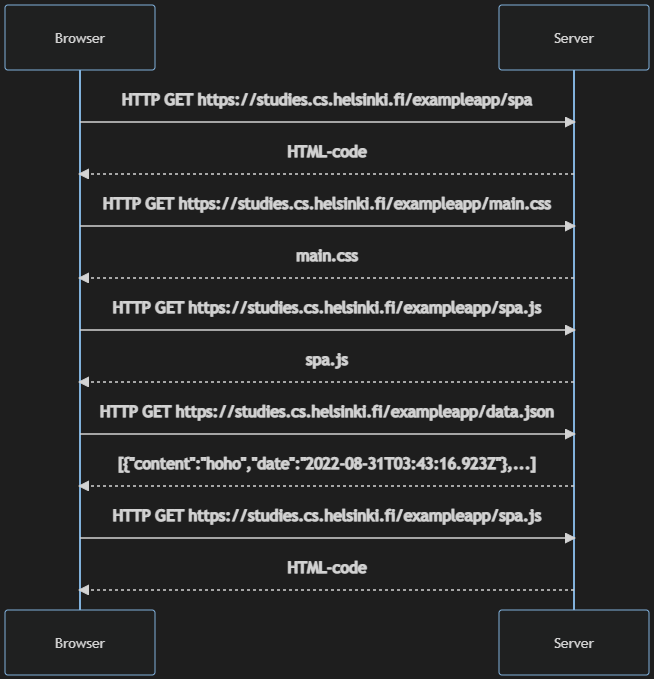 Browser Server
HTTP GET https://studies.cs.helsinki.fi/exampleapp/spa
HTML-code
HTTP GET https://studies.cs.helsinki.fi/exampleapp/main.css
main.css
HTTP GET https://studies.cs.helsinki.fi/exampleapp/spa.js
spa.js
HTTP GET https://studies.cs.helsinki.fi/exampleapp/data.json
[{"content":"hoho","date":"2022-08-31T03:43:16.923Z"},...]
HTTP GET https://studies.cs.helsinki.fi/exampleapp/spa.js
HTML-code
Browser Server